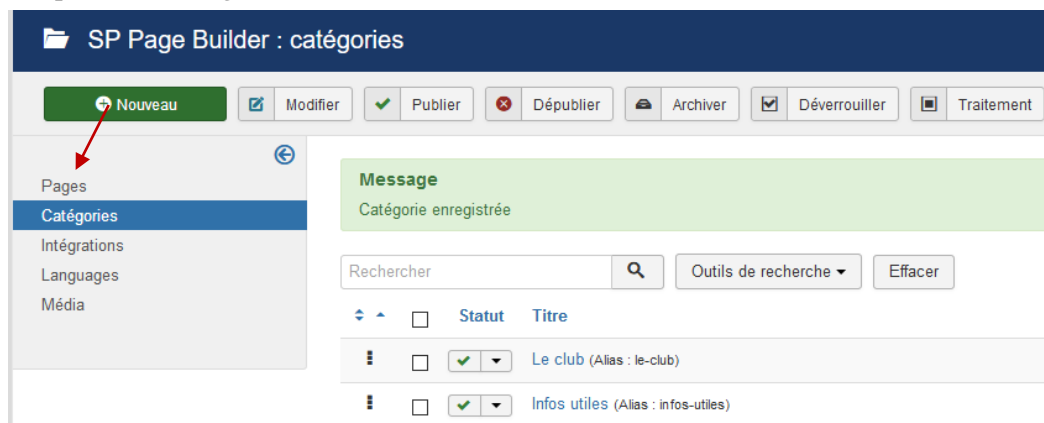 SP Page Builder : catégories
Nouveau Modifier Publier Dépublier Archiver Déverrouiller Traitement
Pages
Catégories
Intégrations
Languages
Média
Message
Catégorie enregistrée
Rechercher Outils de recherche Effacer
Statut Titre
Le club (Alias : le-club)
Infos utiles (Alias : infos-utiles)